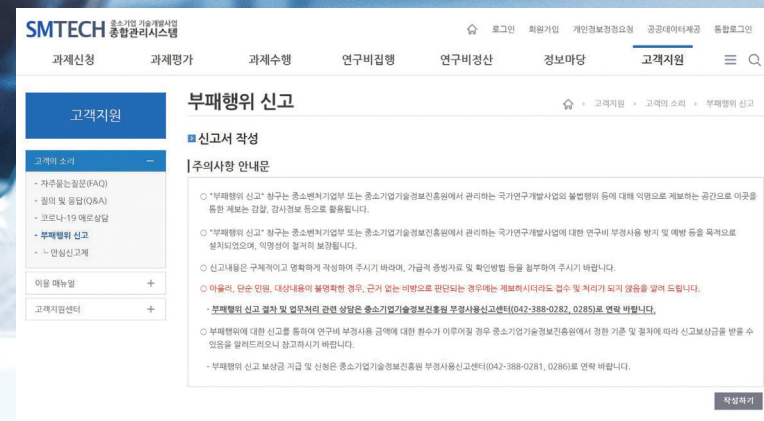 SMTECH 중소기업 기술개발사업 종합관리시스템
로그인 회원가입 개인정보정정요청 공공데이터제공 통합로그인
과제신청 과제평가 과제수행 연구비집행 연구비정산 정보마당 고객지원
고객지원
고객의 소리 −
- 자주묻는질문(FAQ)
- 질의 및 응답(Q&A)
- 코로나-19 애로상담
- 부패행위 신고
- ㄴ안심신고제
이용 매뉴얼 +
고객지원센터 +
부패행위 신고
고객지원 › 고객의 소리 › 부패행위 신고
신고서 작성
주의사항 안내문
○ "부패행위 신고" 창구는 중소벤처기업부 또는 중소기업기술정보진흥원에서 관리하는 국가연구개발사업의 불법행위 등에 대해 익명으로 제보하는 공간으로 이곳을
통한 제보는 감찰, 감사정보 등으로 활용됩니다.
○ "부패행위 신고" 창구는 중소벤처기업부 또는 중소기업기술정보진흥원에서 관리하는 국가연구개발사업에 대한 연구비 부정사용 방지 및 예방 등을 목적으로
설치되었으며, 익명성이 철저히 보장됩니다.
○ 신고내용은 구체적이고 명확하게 작성하여 주시기 바라며, 가급적 증빙자료 및 확인방법 등을 첨부하여 주시기 바랍니다.
○ 아울러, 단순 민원, 대상내용이 불명확한 경우, 근거 없는 비방으로 판단되는 경우에는 제보하시더라도 접수 및 처리가 되지 않음을 알려 드립니다.
- 부패행위 신고 절차 및 업무처리 관련 상담은 중소기업기술정보진흥원 부정사용신고센터(042-388-0282, 0285)로 연락 바랍니다.
○ 부패행위에 대한 신고를 통하여 연구비 부정사용 금액에 대한 환수가 이루어질 경우 중소기업기술정보진흥원에서 정한 기준 및 절차에 따라 신고보상금을 받을 수
있음을 알려드리오니 참고하시기 바랍니다.
- 부패행위 신고 보상금 지급 및 신청은 중소기업기술정보진흥원 부정사용신고센터(042-388-0281, 0286)로 연락 바랍니다.
작성하기